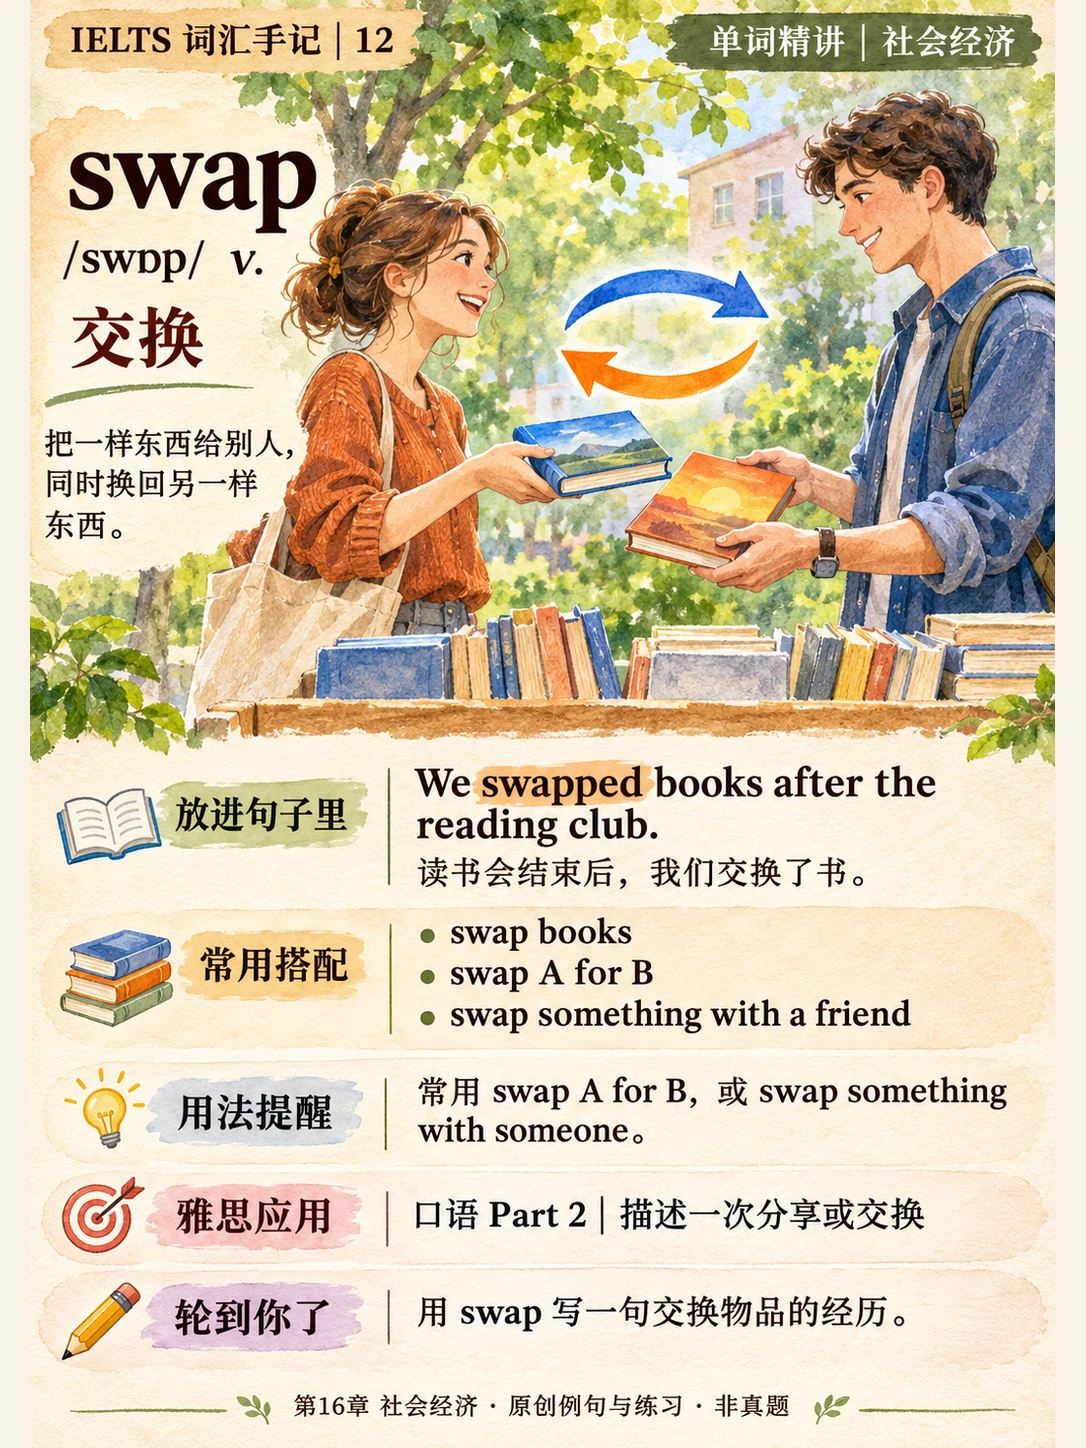 IELTS 词汇手记 | 12
单词精讲 | 社会经济
swap
/swɒp/ v.
交换
把一样东西给别人，
同时换回另一样
东西。
放进句子里
We swapped books after the
reading club.
读书会结束后，我们交换了书。
常用搭配
• swap books
• swap A for B
• swap something with a friend
用法提醒
常用 swap A for B，或 swap something
with someone。
雅思应用
口语 Part 2 | 描述一次分享或交换
轮到你了
用 swap 写一句交换物品的经历。
第16章 社会经济 · 原创例句与练习 · 非真题